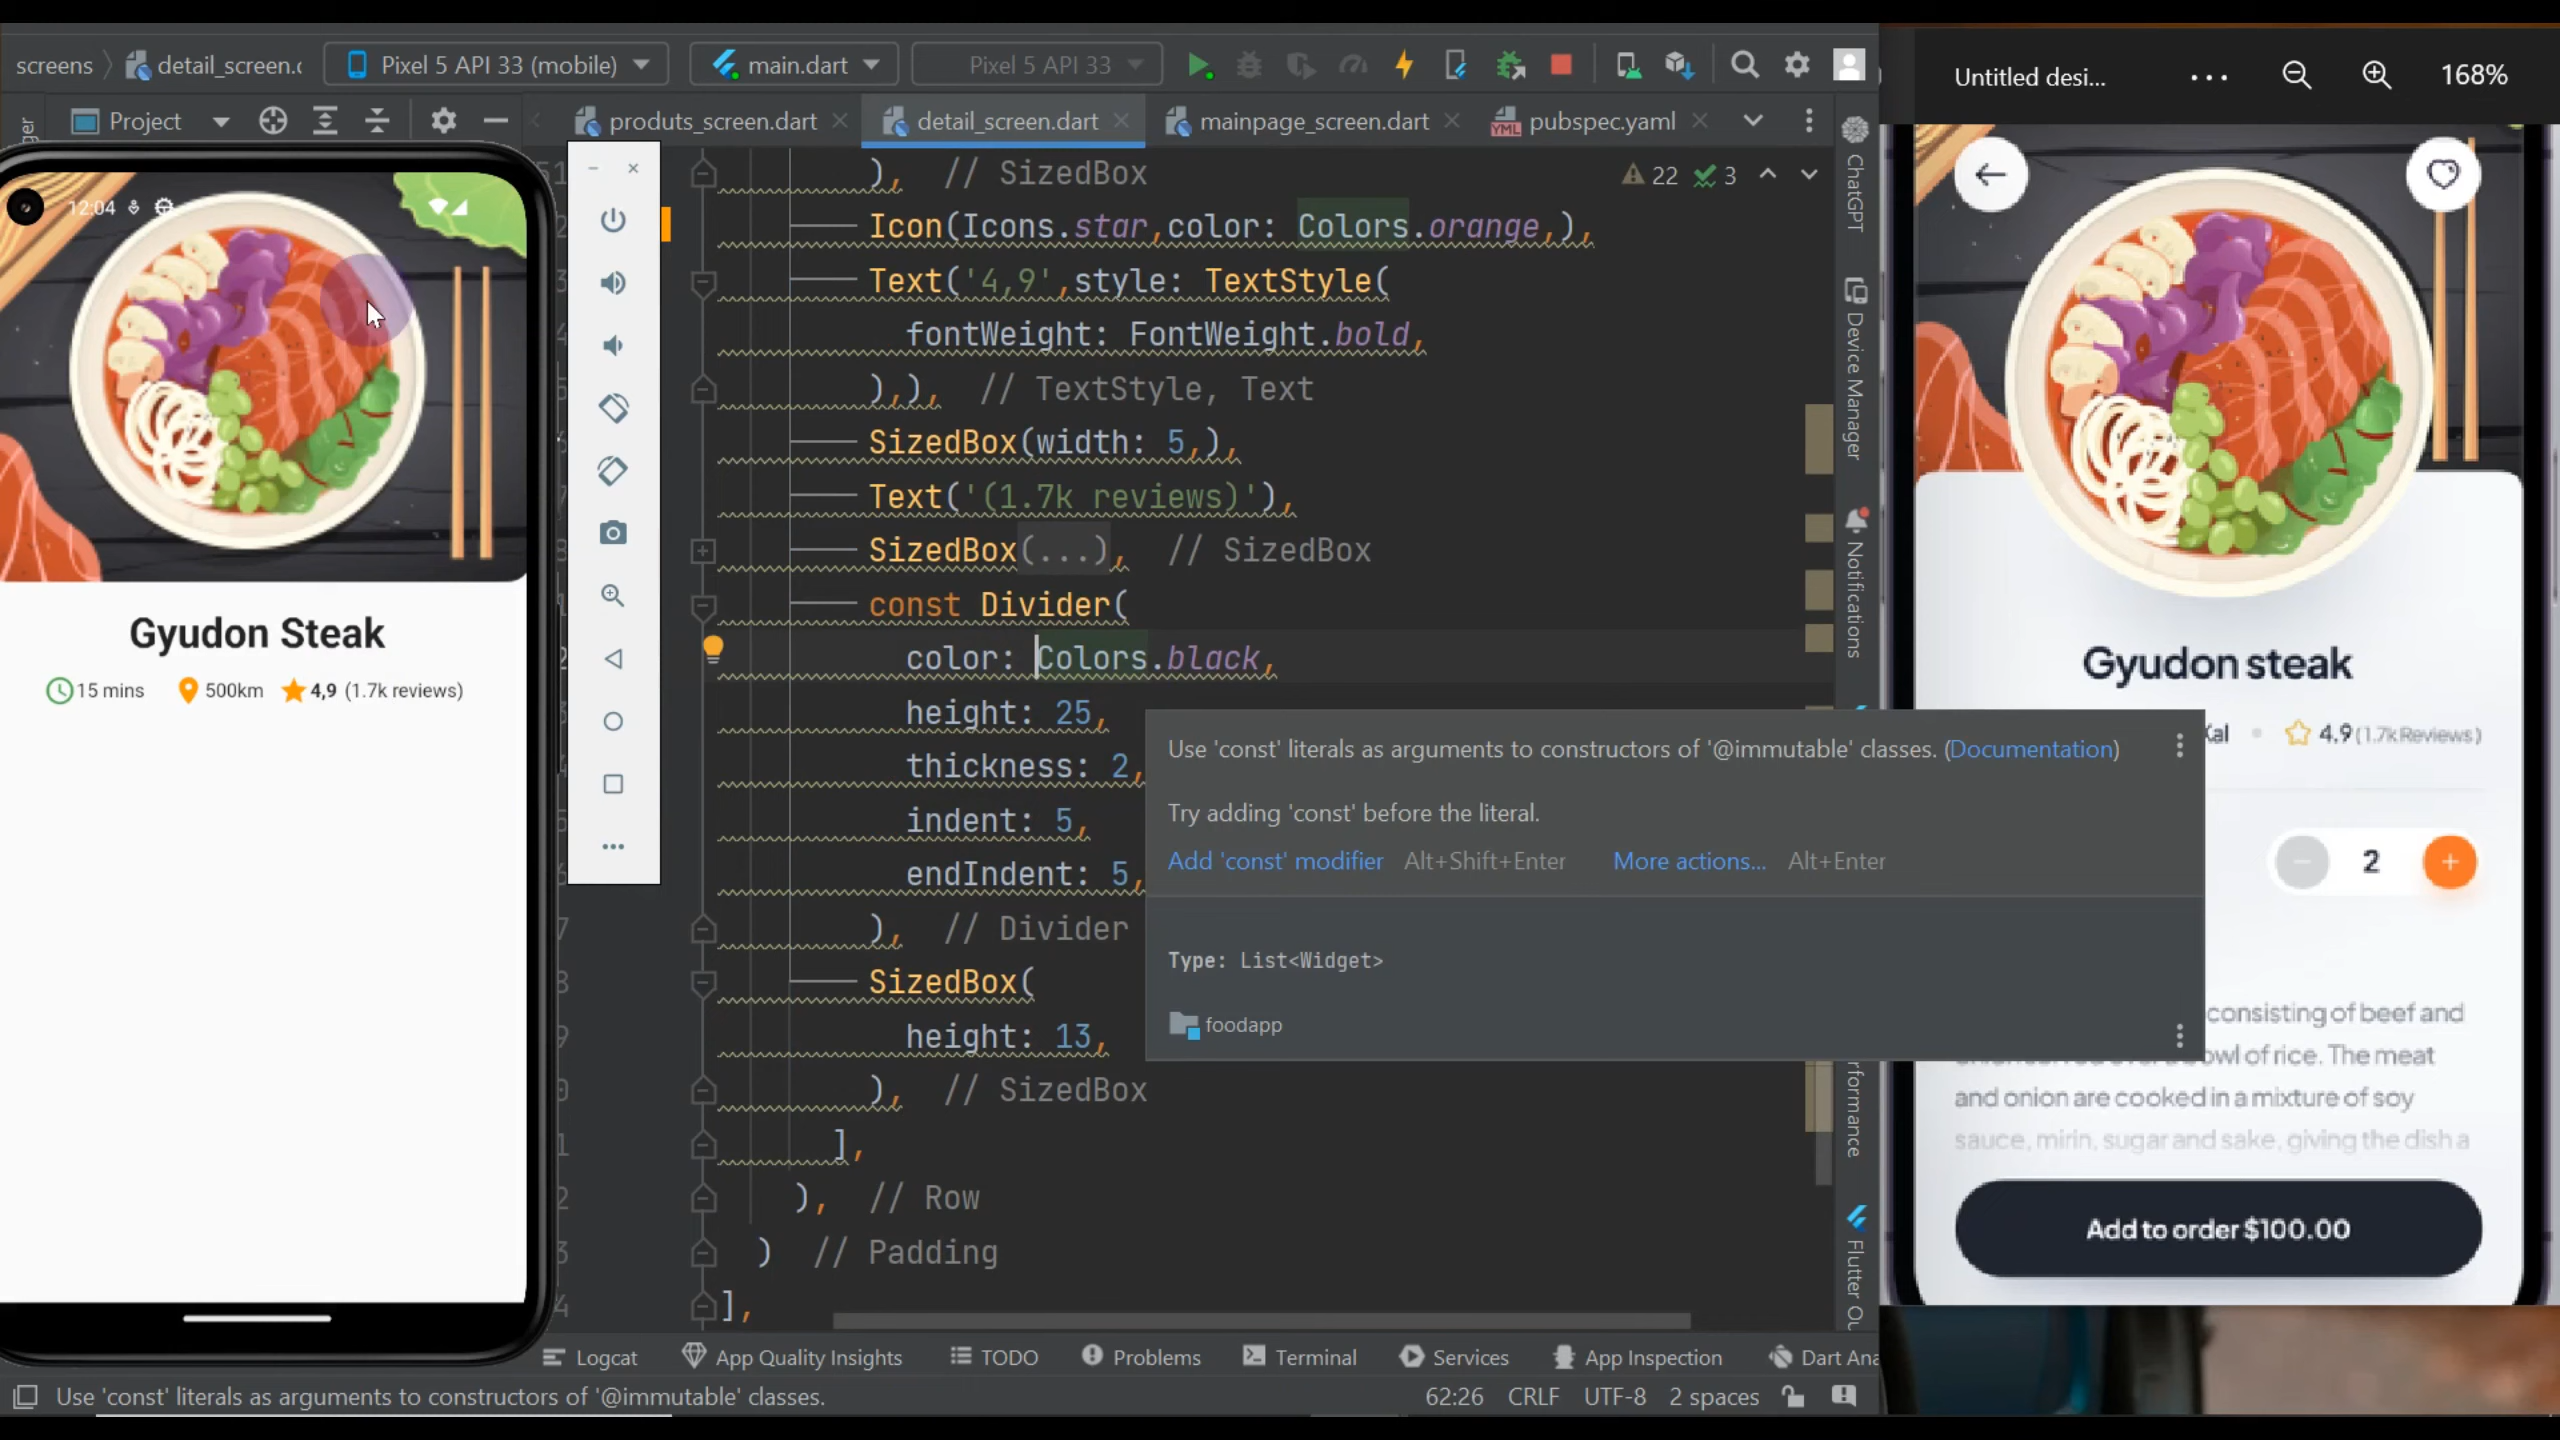 screens
detail_screen.c
Pixel 5 API 33 (mobile)
main.dart
Pixel 5 API 33
Untitled desi...
168%
Project
produts_screen.dart
detail_screen.dart
mainpage_screen.dart
YML
pubspec.yaml
12:04
), // SizedBox
22
3
Icon(Icons.star,color: Colors.orange,),
Text('4,9',style: TextStyle(
fontWeight: FontWeight.bold,
),), // TextStyle, Text
SizedBox(width: 5,),
Text('(1.7k reviews)'),
SizedBox(...), // SizedBox
const Divider(
color: Colors.black,
height: 25,
thickness: 2,
indent: 5,
endIndent: 5,
), // Divider
SizedBox(
height: 13,
), // SizedBox
],
), // Row
) // Padding
],
Gyudon Steak
15 mins
500km
4,9 (1.7k reviews)
Use 'const' literals as arguments to constructors of '@immutable' classes. (Documentation)
Try adding 'const' before the literal.
Add 'const' modifier Alt+Shift+Enter More actions... Alt+Enter
Type: List<Widget>
foodapp
ChatGPT
Device Manager
Notifications
rformance
Flutter Ou
Gyudon steak
4.9 (1.7k Reviews)
2
consisting of beef and
bowl of rice. The meat
and onion are cooked in a mixture of soy
sauce, mirin, sugar and sake, giving the dish a
Add to order $100.00
Logcat
App Quality Insights
TODO
Problems
Terminal
Services
App Inspection
Dart Ana
Use 'const' literals as arguments to constructors of '@immutable' classes.
62:26
CRLF
UTF-8
2 spaces